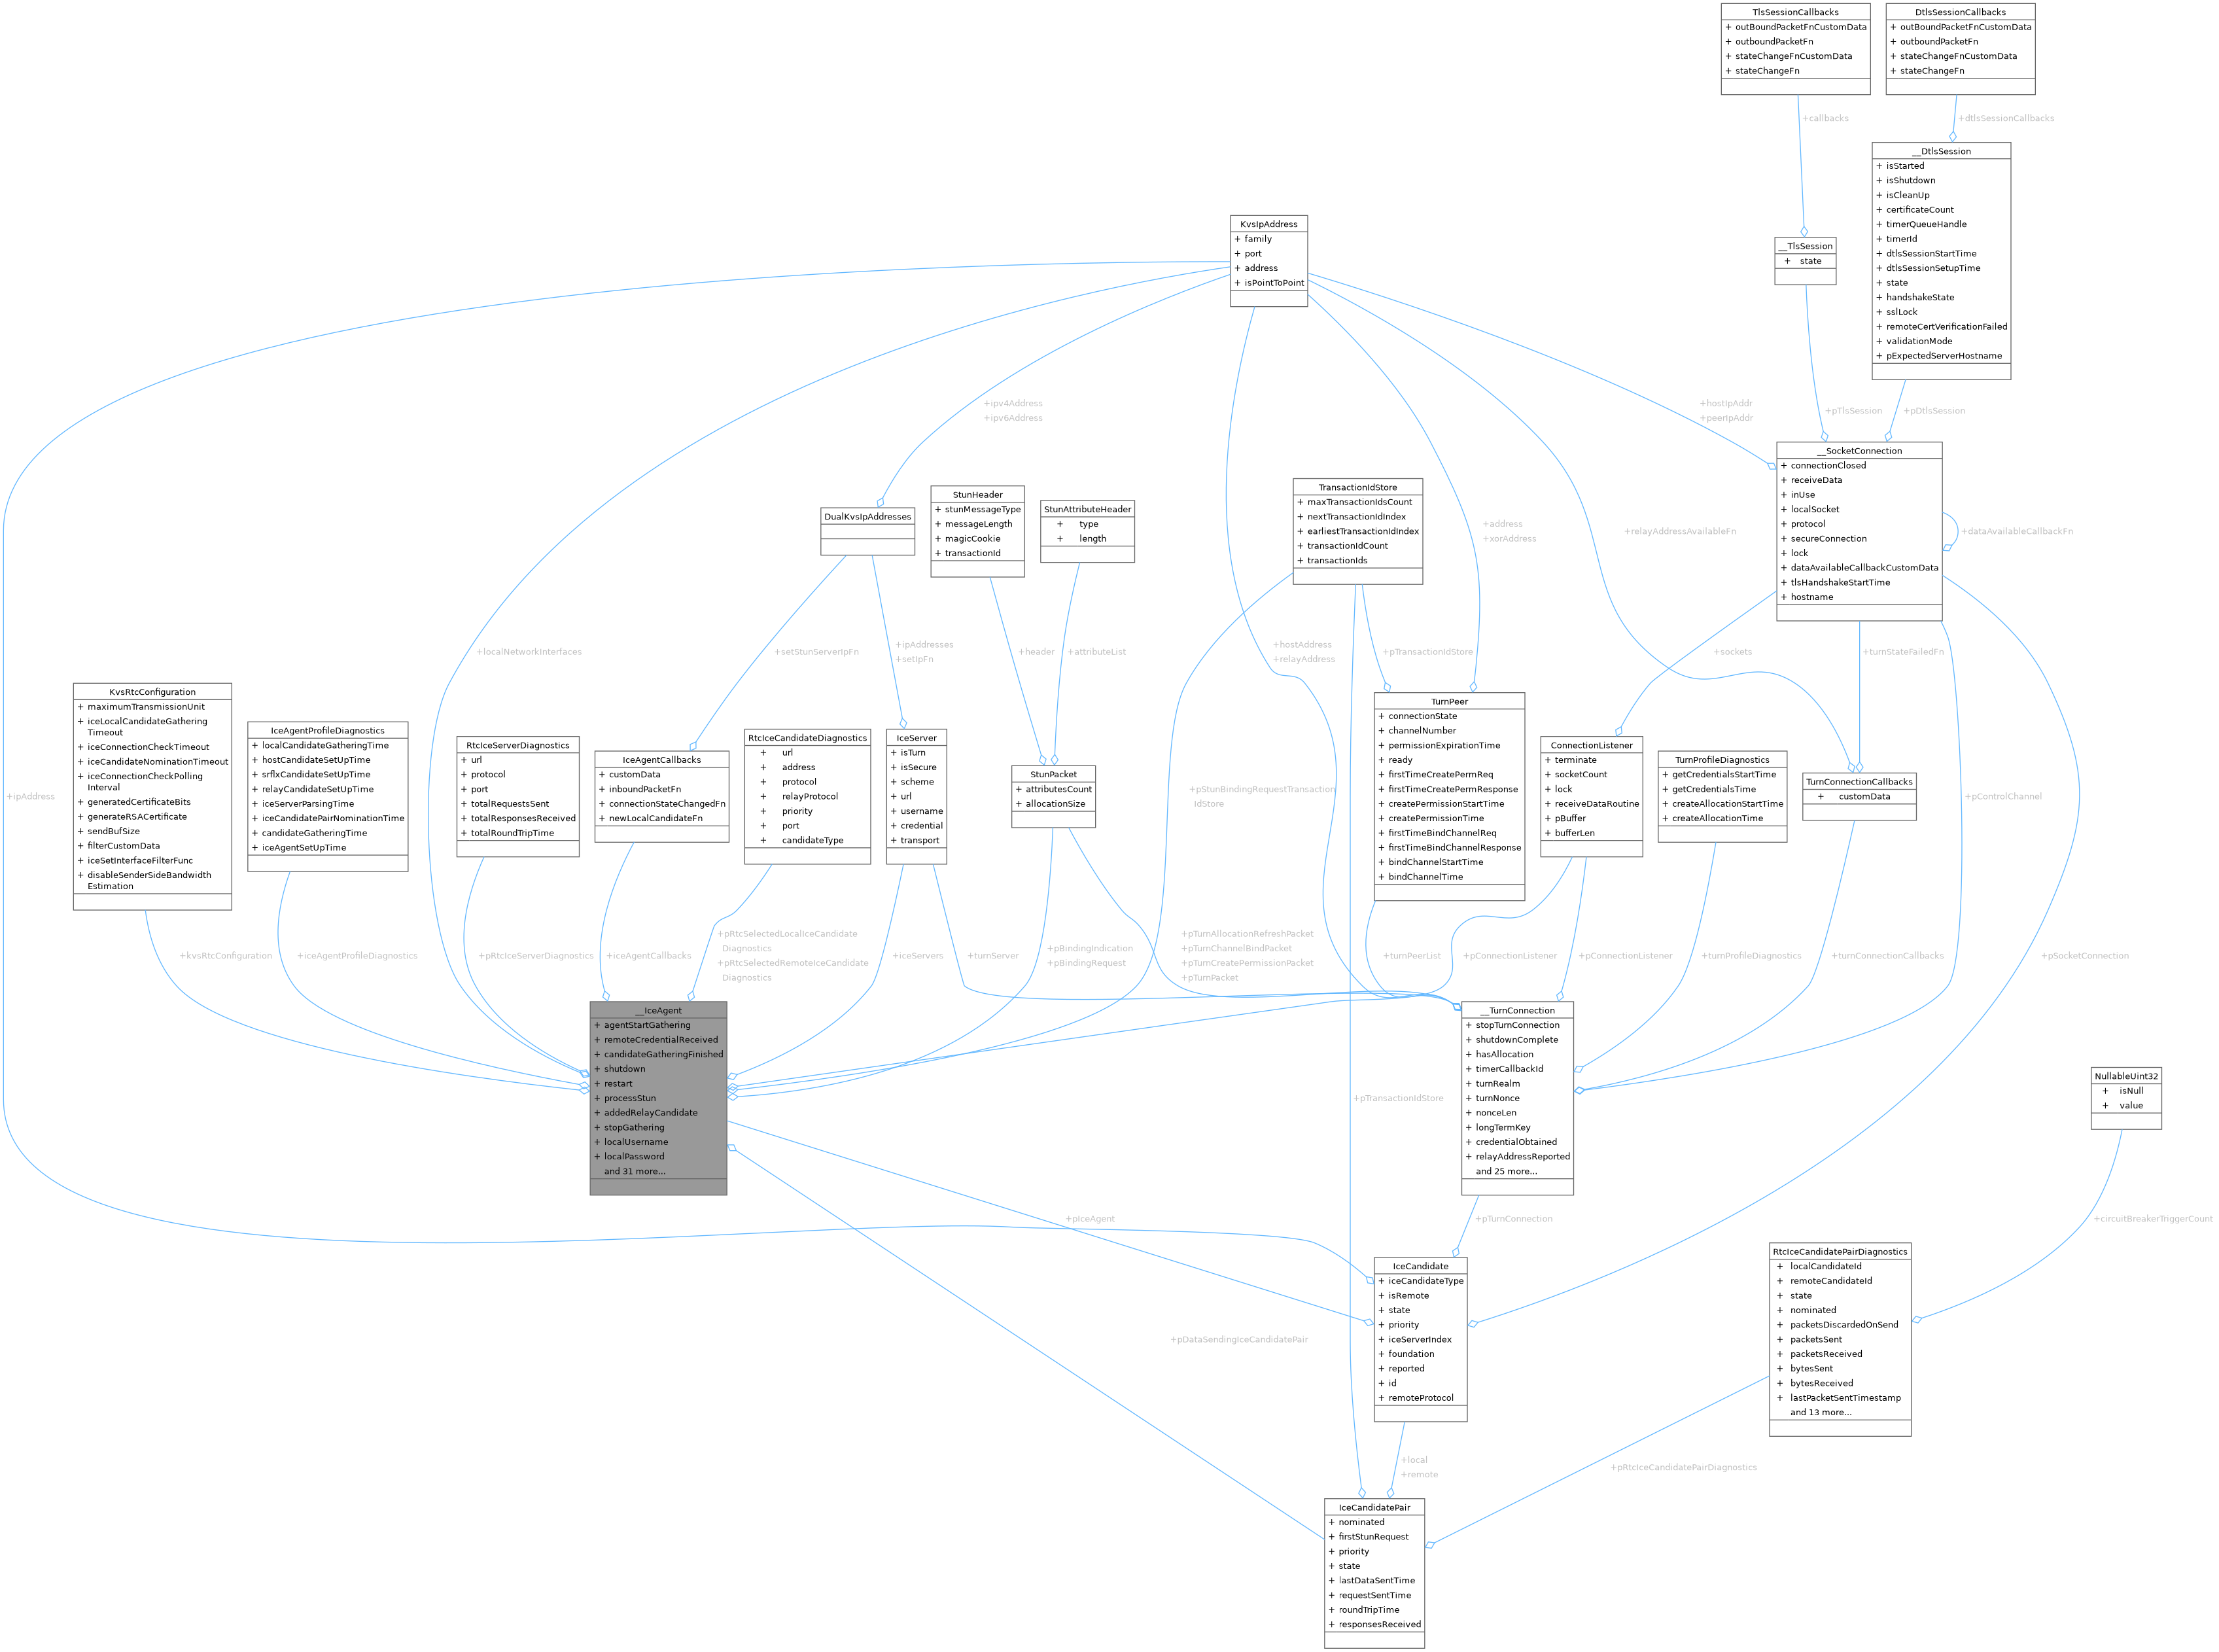 TlsSessionCallbacks
+ outBoundPacketFnCustomData
+ outboundPacketFn
+ stateChangeFnCustomData
+ stateChangeFn
DtlsSessionCallbacks
+ outBoundPacketFnCustomData
+ outboundPacketFn
+ stateChangeFnCustomData
+ stateChangeFn
+callbacks
+dtlsSessionCallbacks
__DtlsSession
+ isStarted
+ isShutdown
+ isCleanUp
+ certificateCount
+ timerQueueHandle
+ timerId
+ dtlsSessionStartTime
+ dtlsSessionSetupTime
+ state
+ handshakeState
+ sslLock
+ remoteCertVerificationFailed
+ validationMode
+ pExpectedServerHostname
__TlsSession
+ state
KvsIpAddress
+ family
+ port
+ address
+ isPointToPoint
+ipv4Address
+ipv6Address
+hostIpAddr
+peerIpAddr
+pTlsSession
+pDtlsSession
__SocketConnection
+ connectionClosed
+ receiveData
+ inUse
+ localSocket
+ protocol
+ secureConnection
+ lock
+ dataAvailableCallbackCustomData
+ tlsHandshakeStartTime
+ hostname
+dataAvailableCallbackFn
DualKvsIpAddresses
StunHeader
+ stunMessageType
+ messageLength
+ magicCookie
+ transactionId
StunAttributeHeader
+ type
+ length
TransactionIdStore
+ maxTransactionIdsCount
+ nextTransactionIdIndex
+ earliestTransactionIdIndex
+ transactionIdCount
+ transactionIds
+address
+xorAddress
+relayAddressAvailableFn
+localNetworkInterfaces
+setStunServerIpFn
+ipAddresses
+setIpFn
+header
+attributeList
+hostAddress
+relayAddress
+pTransactionIdStore
+sockets
+turnStateFailedFn
KvsRtcConfiguration
+ maximumTransmissionUnit
+ iceLocalCandidateGathering
Timeout
+ iceConnectionCheckTimeout
+ iceCandidateNominationTimeout
+ iceConnectionCheckPolling
Interval
+ generatedCertificateBits
+ generateRSACertificate
+ sendBufSize
+ filterCustomData
+ iceSetInterfaceFilterFunc
+ disableSenderSideBandwidth
Estimation
IceAgentProfileDiagnostics
+ localCandidateGatheringTime
+ hostCandidateSetUpTime
+ srflxCandidateSetUpTime
+ relayCandidateSetUpTime
+ iceServerParsingTime
+ iceCandidatePairNominationTime
+ candidateGatheringTime
+ iceAgentSetUpTime
RtcIceServerDiagnostics
+ url
+ protocol
+ port
+ totalRequestsSent
+ totalResponsesReceived
+ totalRoundTripTime
IceAgentCallbacks
+ customData
+ inboundPacketFn
+ connectionStateChangedFn
+ newLocalCandidateFn
RtcIceCandidateDiagnostics
+ url
+ address
+ protocol
+ relayProtocol
+ priority
+ port
+ candidateType
IceServer
+ isTurn
+ isSecure
+ scheme
+ url
+ username
+ credential
+ transport
StunPacket
+ attributesCount
+ allocationSize
TurnPeer
+ connectionState
+ channelNumber
+ permissionExpirationTime
+ ready
+ firstTimeCreatePermReq
+ firstTimeCreatePermResponse
+ createPermissionStartTime
+ createPermissionTime
+ firstTimeBindChannelReq
+ firstTimeBindChannelResponse
+ bindChannelStartTime
+ bindChannelTime
ConnectionListener
+ terminate
+ socketCount
+ lock
+ receiveDataRoutine
+ pBuffer
+ bufferLen
TurnProfileDiagnostics
+ getCredentialsStartTime
+ getCredentialsTime
+ createAllocationStartTime
+ createAllocationTime
TurnConnectionCallbacks
+ customData
+ipAddress
+pStunBindingRequestTransaction
IdStore
+pControlChannel
+kvsRtcConfiguration
+iceAgentProfileDiagnostics
+pRtcIceServerDiagnostics
+iceAgentCallbacks
+pRtcSelectedLocalIceCandidate
Diagnostics
+pRtcSelectedRemoteIceCandidate
Diagnostics
+iceServers
+turnServer
+pBindingIndication
+pBindingRequest
+pTurnAllocationRefreshPacket
+pTurnChannelBindPacket
+pTurnCreatePermissionPacket
+pTurnPacket
+turnPeerList
+pConnectionListener
+pConnectionListener
+turnProfileDiagnostics
+turnConnectionCallbacks
+pSocketConnection
__IceAgent
+ agentStartGathering
+ remoteCredentialReceived
+ candidateGatheringFinished
+ shutdown
+ restart
+ processStun
+ addedRelayCandidate
+ stopGathering
+ localUsername
+ localPassword
and 31 more...
__TurnConnection
+ stopTurnConnection
+ shutdownComplete
+ hasAllocation
+ timerCallbackId
+ turnRealm
+ turnNonce
+ nonceLen
+ longTermKey
+ credentialObtained
+ relayAddressReported
and 25 more...
NullableUint32
+ isNull
+ value
+pTransactionIdStore
+pIceAgent
+pTurnConnection
+circuitBreakerTriggerCount
IceCandidate
+ iceCandidateType
+ isRemote
+ state
+ priority
+ iceServerIndex
+ foundation
+ reported
+ id
+ remoteProtocol
RtcIceCandidatePairDiagnostics
+ localCandidateId
+ remoteCandidateId
+ state
+ nominated
+ packetsDiscardedOnSend
+ packetsSent
+ packetsReceived
+ bytesSent
+ bytesReceived
+ lastPacketSentTimestamp
and 13 more...
+pDataSendingIceCandidatePair
+local
+remote
+pRtcIceCandidatePairDiagnostics
IceCandidatePair
+ nominated
+ firstStunRequest
+ priority
+ state
+ lastDataSentTime
+ requestSentTime
+ roundTripTime
+ responsesReceived